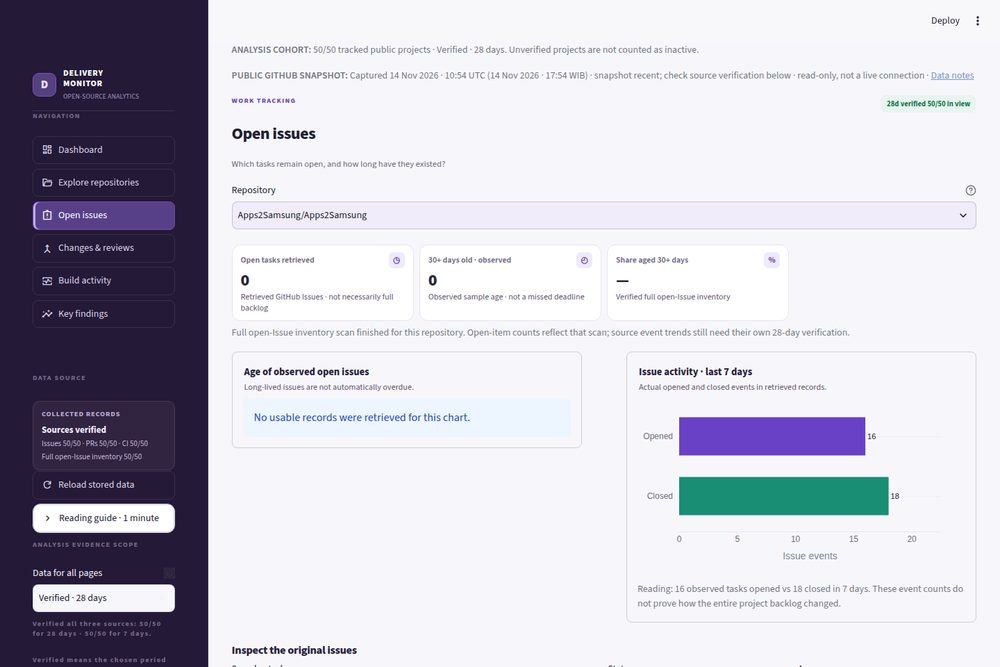 Deploy
D
DELIVERY
MONITOR
OPEN-SOURCE ANALYTICS
NAVIGATION
Dashboard
Explore repositories
Open issues
Changes & reviews
Build activity
Key findings
DATA SOURCE
COLLECTED RECORDS
Sources verified
Issues 50/50 · PRs 50/50 · CI 50/50
Full open-Issue inventory 50/50
Reload stored data
Reading guide · 1 minute
ANALYSIS EVIDENCE SCOPE
Data for all pages
Verified · 28 days
Verified all three sources: 50/50
for 28 days · 50/50 for 7 days.
Verified means the chosen period
ANALYSIS COHORT: 50/50 tracked public projects · Verified · 28 days. Unverified projects are not counted as inactive.
PUBLIC GITHUB SNAPSHOT: Captured 14 Nov 2026 · 10:54 UTC (14 Nov 2026 · 17:54 WIB) · snapshot recent; check source verification below · read-only, not a live connection · Data notes
WORK TRACKING
28d verified 50/50 in view
Open issues
Which tasks remain open, and how long have they existed?
Repository
Apps2Samsung/Apps2Samsung
Open tasks retrieved
0
Retrieved GitHub Issues · not necessarily full
backlog
30+ days old · observed
0
Observed sample age · not a missed deadline
Share aged 30+ days
%
—
Verified full open-Issue inventory
Full open-Issue inventory scan finished for this repository. Open-item counts reflect that scan; source event trends still need their own 28-day verification.
Age of observed open issues
Long-lived issues are not automatically overdue.
No usable records were retrieved for this chart.
Issue activity · last 7 days
Actual opened and closed events in retrieved records.
Opened
16
Closed
18
0 5 10 15 20
Issue events
Reading: 16 observed tasks opened vs 18 closed in 7 days. These event counts do
not prove how the entire project backlog changed.
Inspect the original issues